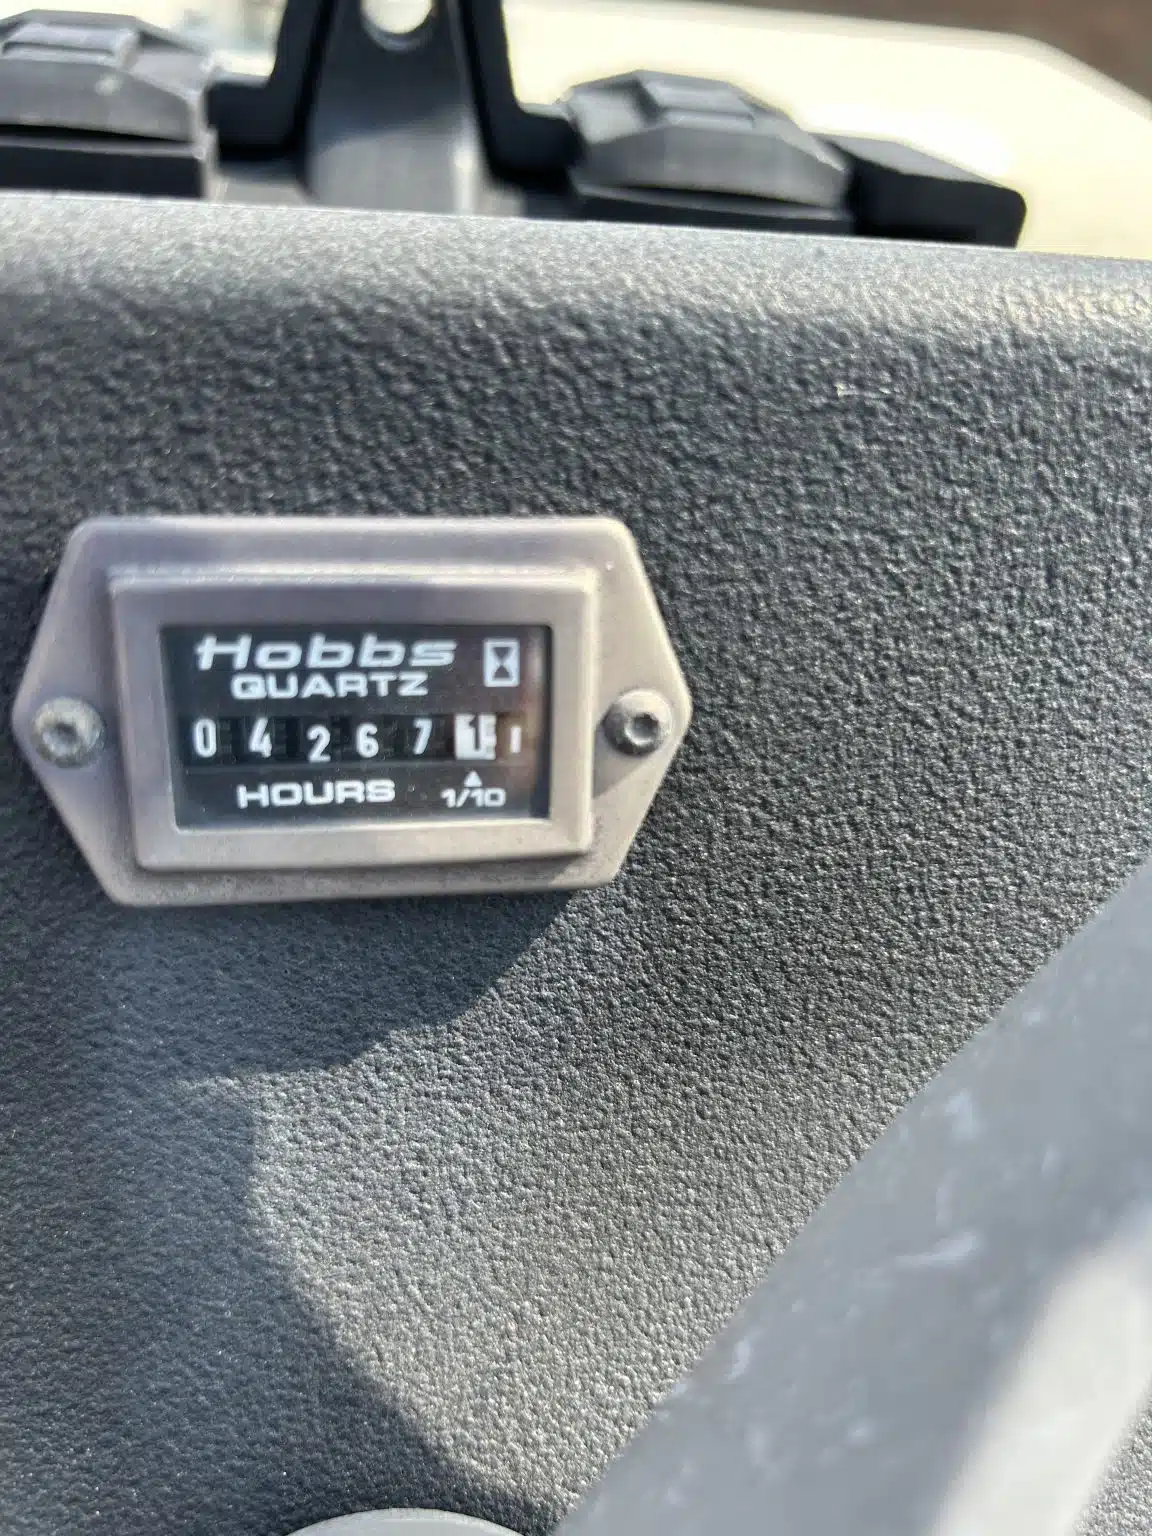 Hobbs
QUARTZ
0 4 2 6 7 1
HOURS 1/10